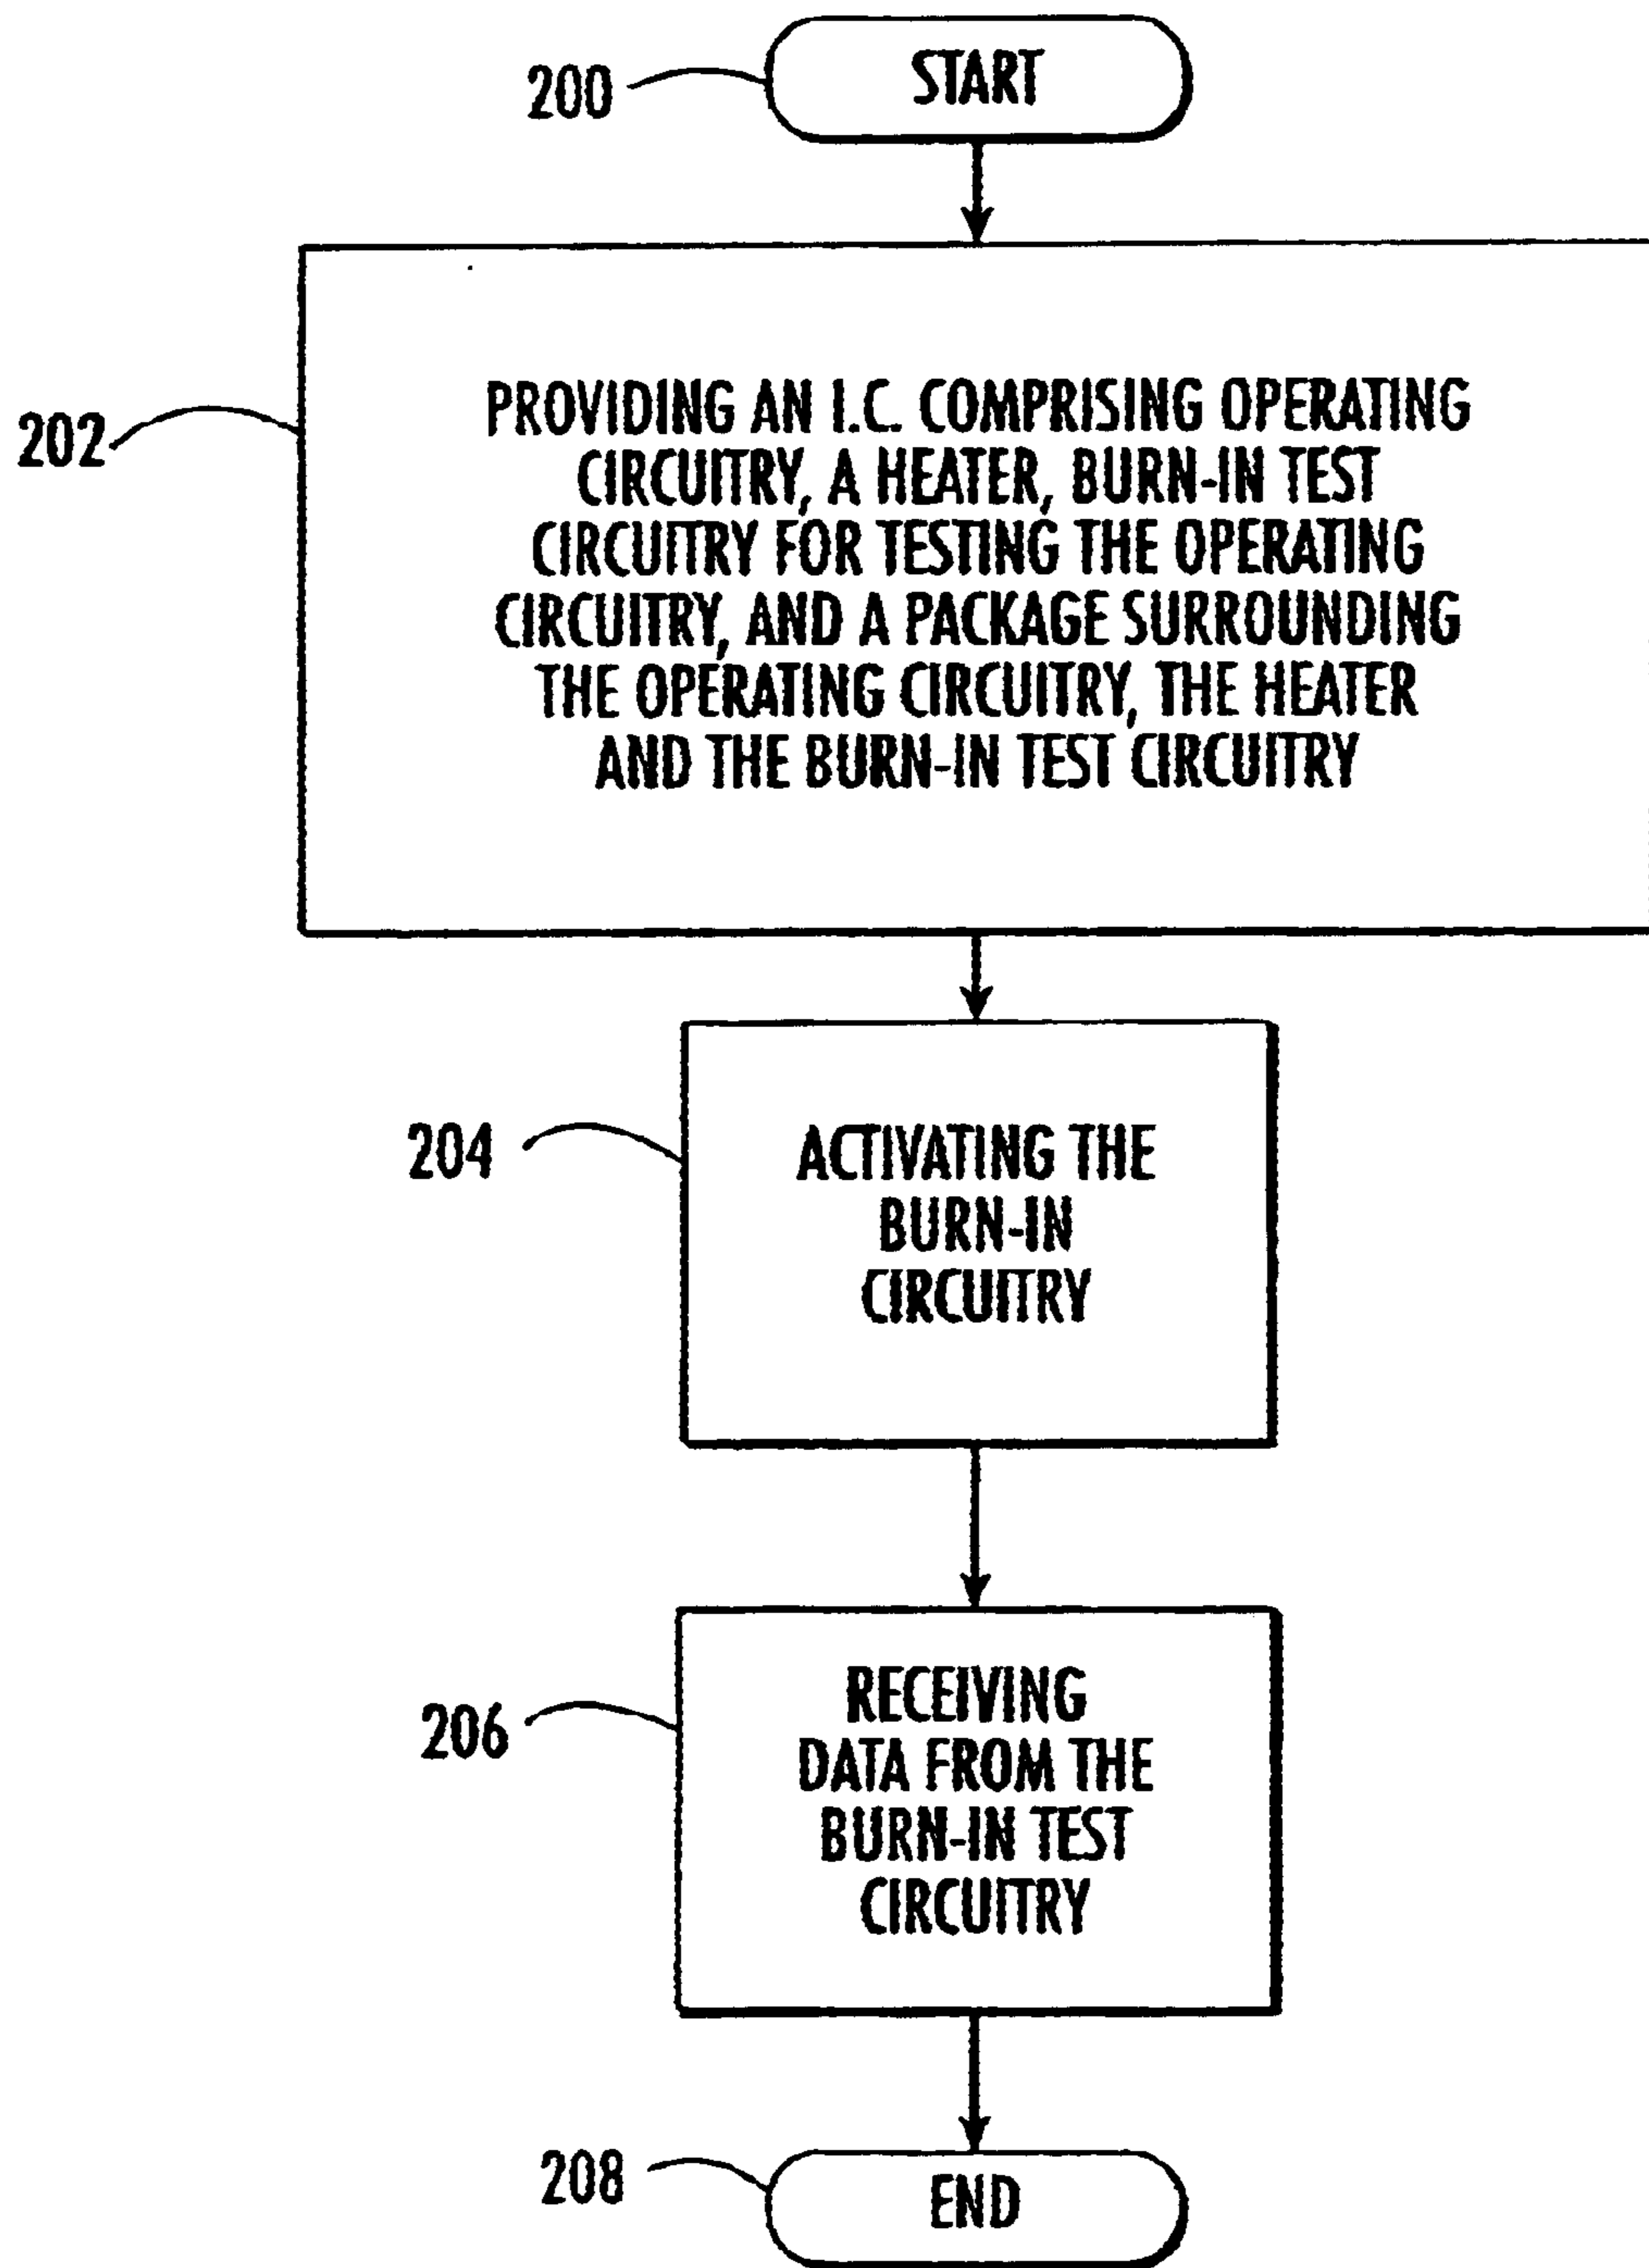 200
START
202
PROVIDING AN I.C. COMPRISING OPERATING
CIRCUITRY, A HEATER, BURN-IN TEST
CIRCUITRY FOR TESTING THE OPERATING
CIRCUITRY, AND A PACKAGE SURROUNDING
THE OPERATING CIRCUITRY, THE HEATER
AND THE BURN-IN TEST CIRCUITRY
204
ACTIVATING THE
BURN-IN
CIRCUITRY
206
RECEIVING
DATA FROM THE
BURN-IN TEST
CIRCUITRY
208
END